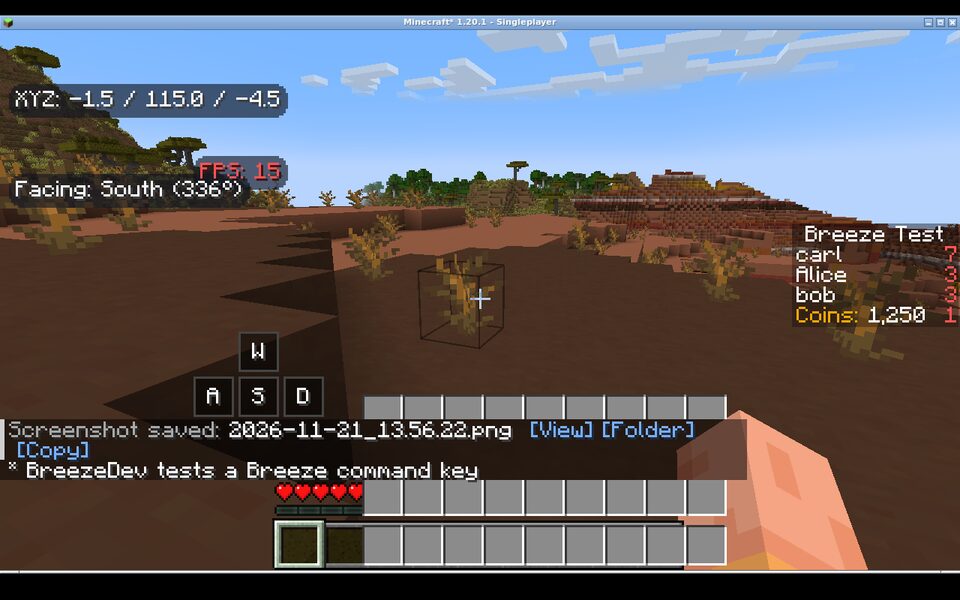 Minecraft* 1.20.1 - Singleplayer
XYZ: -1.5 / 115.0 / -4.5
FPS: 15
Facing: South (336º)
Breeze Test
carl 7
Alice 3
bob 3
Coins: 1,250 1
W
A S D
Screenshot saved: 2026-11-21_13.56.22.png [View] [Folder]
[Copy]
* BreezeDev tests a Breeze command key